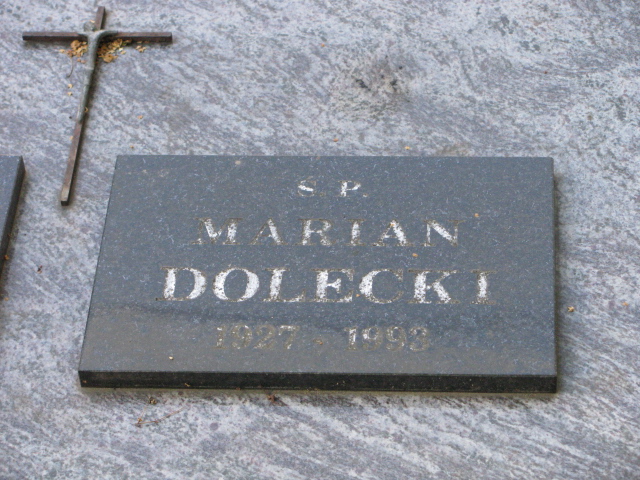 S. P.
MARIAN
DOLECKI
1927 - 1993